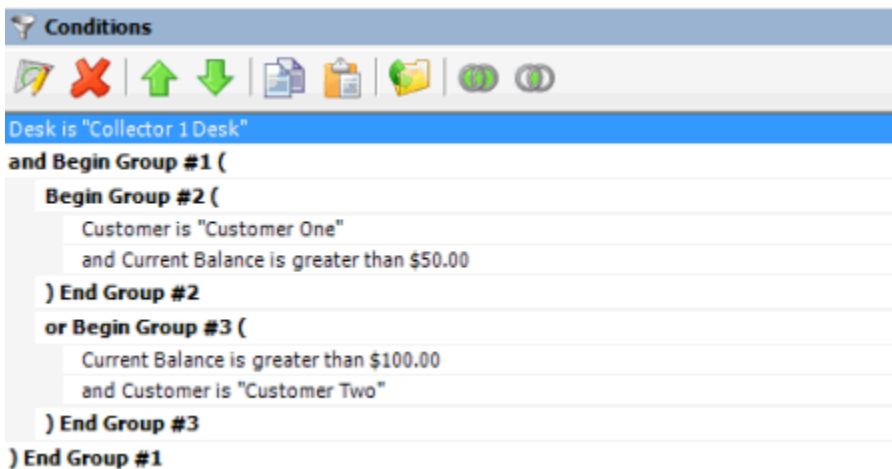 Conditions
Desk is "Collector 1 Desk"
and Begin Group #1 (
Begin Group #2 (
Customer is "Customer One"
and Current Balance is greater than $50.00
) End Group #2
or Begin Group #3 (
Current Balance is greater than $100.00
and Customer is "Customer Two"
) End Group #3
) End Group #1